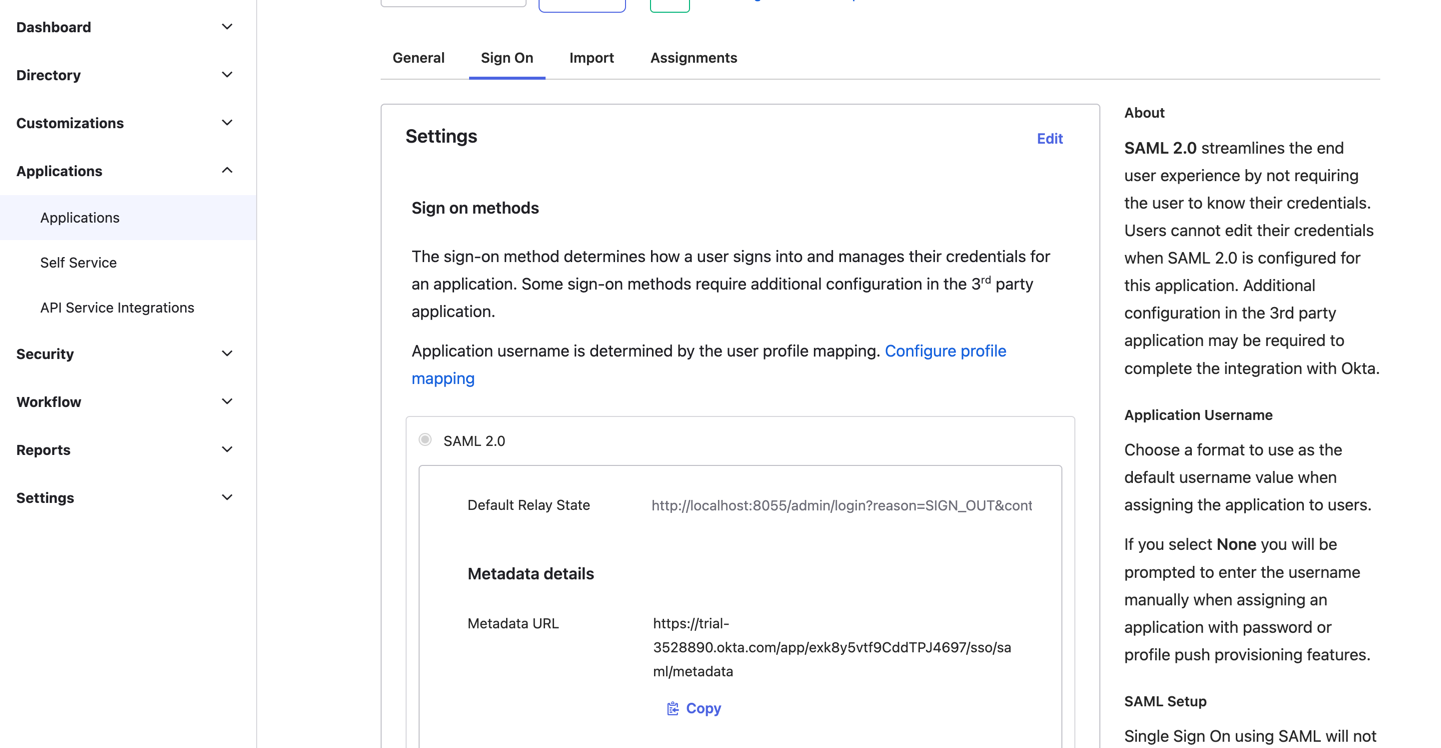 Dashboard
Directory
Customizations
Applications
Applications
Self Service
API Service Integrations
Security
Workflow
Reports
Settings
General Sign On Import Assignments
Settings
Edit
Sign on methods
The sign-on method determines how a user signs into and manages their credentials for
an application. Some sign-on methods require additional configuration in the 3rd party
application.
Application username is determined by the user profile mapping. Configure profile
mapping
SAML 2.0
Default Relay State http://localhost:8055/admin/login?reason=SIGN_OUT&cont
Metadata details
Metadata URL https://trial-
3528890.okta.com/app/exk8y5vtf9CddTPJ4697/sso/sa
ml/metadata
Copy
About
SAML 2.0 streamlines the end
user experience by not requiring
the user to know their credentials.
Users cannot edit their credentials
when SAML 2.0 is configured for
this application. Additional
configuration in the 3rd party
application may be required to
complete the integration with Okta.
Application Username
Choose a format to use as the
default username value when
assigning the application to users.
If you select None you will be
prompted to enter the username
manually when assigning an
application with password or
profile push provisioning features.
SAML Setup
Single Sign On using SAML will not